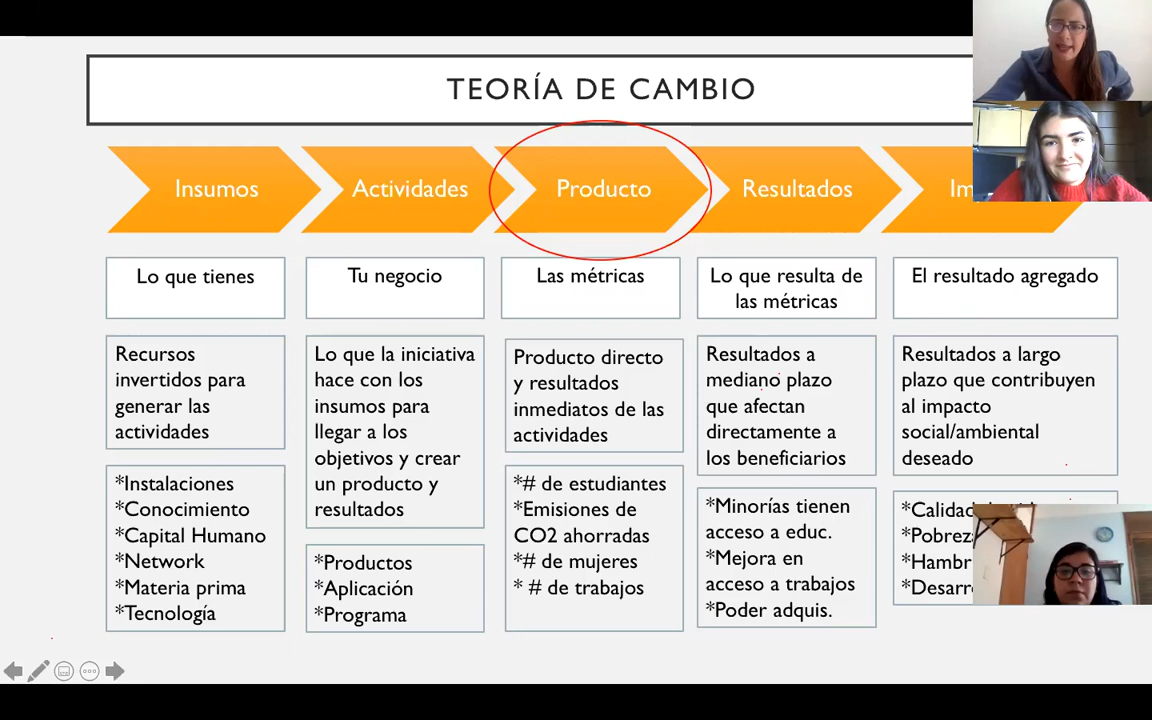 TEORÍA DE CAMBIO
Insumos
Actividades
Producto
Resultados
Lo que tienes
Tu negocio
Las métricas
Lo que resulta de
las métricas
El resultado agregado
Recursos
invertidos para
generar las
actividades
Lo que la iniciativa
hace con los
insumos para
llegar a los
objetivos y crear
un producto y
resultados
Producto directo
y resultados
inmediatos de las
actividades
Resultados a
mediano plazo
que afectan
directamente a
los beneficiarios
Resultados a largo
plazo que contribuyen
al impacto
social/ambiental
deseado
*Instalaciones
*Conocimiento
*Capital Humano
*Network
*Materia prima
*Tecnología
*Productos
*Aplicación
*Programa
*# de estudiantes
*Emisiones de
CO2 ahorradas
*# de mujeres
* # de trabajos
*Minorías tienen
acceso a educ.
*Mejora en
acceso a trabajos
*Poder adquis.